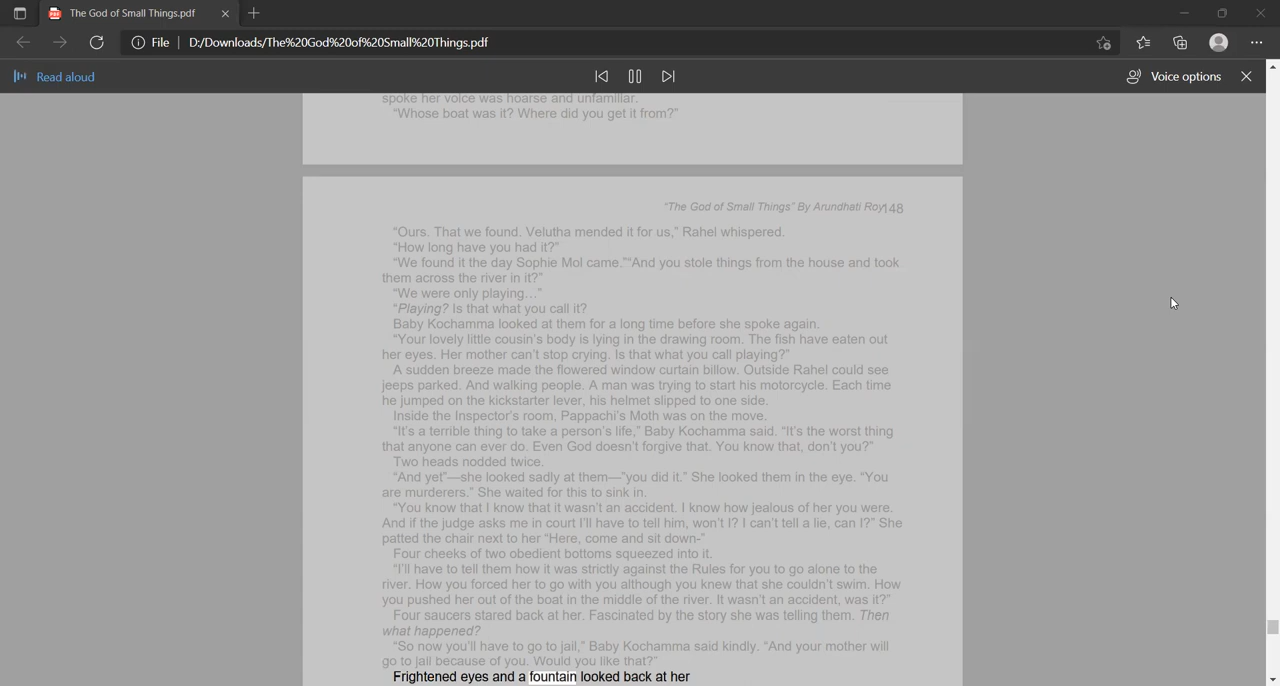 The God of Small Things.pdf
File D:/Downloads/The%20God%20of%20Small%20Things.pdf
Read aloud
Voice options
spoke her voice was hoarse and unfamiliar.
“Whose boat was it? Where did you get it from?”
“The God of Small Things” By Arundhati Roy148
“Ours. That we found. Velutha mended it for us,” Rahel whispered.
“How long have you had it?”
“We found it the day Sophie Mol came.”“And you stole things from the house and took
them across the river in it?”
“We were only playing…”
“Playing? Is that what you call it?
Baby Kochamma looked at them for a long time before she spoke again.
“Your lovely little cousin’s body is lying in the drawing room. The fish have eaten out
her eyes. Her mother can’t stop crying. Is that what you call playing?”
A sudden breeze made the flowered window curtain billow. Outside Rahel could see
jeeps parked. And walking people. A man was trying to start his motorcycle. Each time
he jumped on the kickstarter lever, his helmet slipped to one side.
Inside the Inspector’s room, Pappachi’s Moth was on the move.
“It’s a terrible thing to take a person’s life,” Baby Kochamma said. “It’s the worst thing
that anyone can ever do. Even God doesn’t forgive that. You know that, don’t you?”
Two heads nodded twice.
“And yet”—she looked sadly at them—”you did it.” She looked them in the eye. “You
are murderers.” She waited for this to sink in.
“You know that I know that it wasn’t an accident. I know how jealous of her you were.
And if the judge asks me in court I’ll have to tell him, won’t I? I can’t tell a lie, can I?” She
patted the chair next to her “Here, come and sit down-”
Four cheeks of two obedient bottoms squeezed into it.
“I’ll have to tell them how it was strictly against the Rules for you to go alone to the
river. How you forced her to go with you although you knew that she couldn’t swim. How
you pushed her out of the boat in the middle of the river. It wasn’t an accident, was it?”
Four saucers stared back at her. Fascinated by the story she was telling them. Then
what happened?
“So now you’ll have to go to jail,” Baby Kochamma said kindly. “And your mother will
go to jail because of you. Would you like that?”
Frightened eyes and a fountain looked back at her